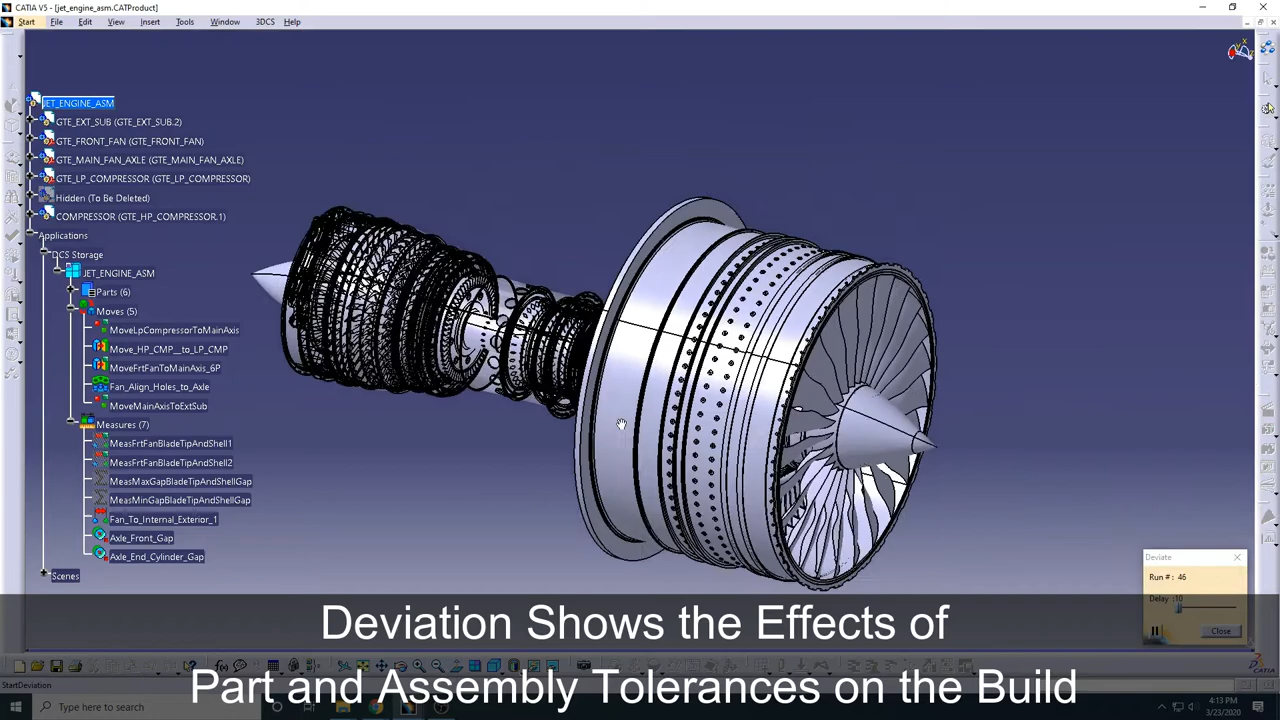 CATIA V5 - [jet_engine_asm.CATProduct]
Start File Edit View Insert Tools Window 3DCS Help
JET_ENGINE_ASM
GTE_EXT_SUB (GTE_EXT_SUB.2)
GTE_FRONT_FAN (GTE_FRONT_FAN)
GTE_MAIN_FAN_AXLE (GTE_MAIN_FAN_AXLE)
GTE_LP_COMPRESSOR (GTE_LP_COMPRESSOR)
Hidden (To Be Deleted)
COMPRESSOR (GTE_HP_COMPRESSOR.1)
Applications
DCS Storage
JET_ENGINE_ASM
Parts (6)
Moves (5)
MoveLpCompressorToMainAxis
Move_HP_CMP__to_LP_CMP
MoveFrtFanToMainAxis_6P
Fan_Align_Holes_to_Axle
MoveMainAxisToExtSub
Measures (7)
MeasFrtFanBladeTipAndShell1
MeasFrtFanBladeTipAndShell2
MeasMaxGapBladeTipAndShellGap
MeasMinGapBladeTipAndShellGap
Fan_To_Internal_Exterior_1
Axle_Front_Gap
Axle_End_Cylinder_Gap
Scenes
Deviate
Run # : 46
Delay :10
Close
Deviation Shows the Effects of
Part and Assembly Tolerances on the Build
StartDeviation
Type here to search
4:13 PM
3/23/2020